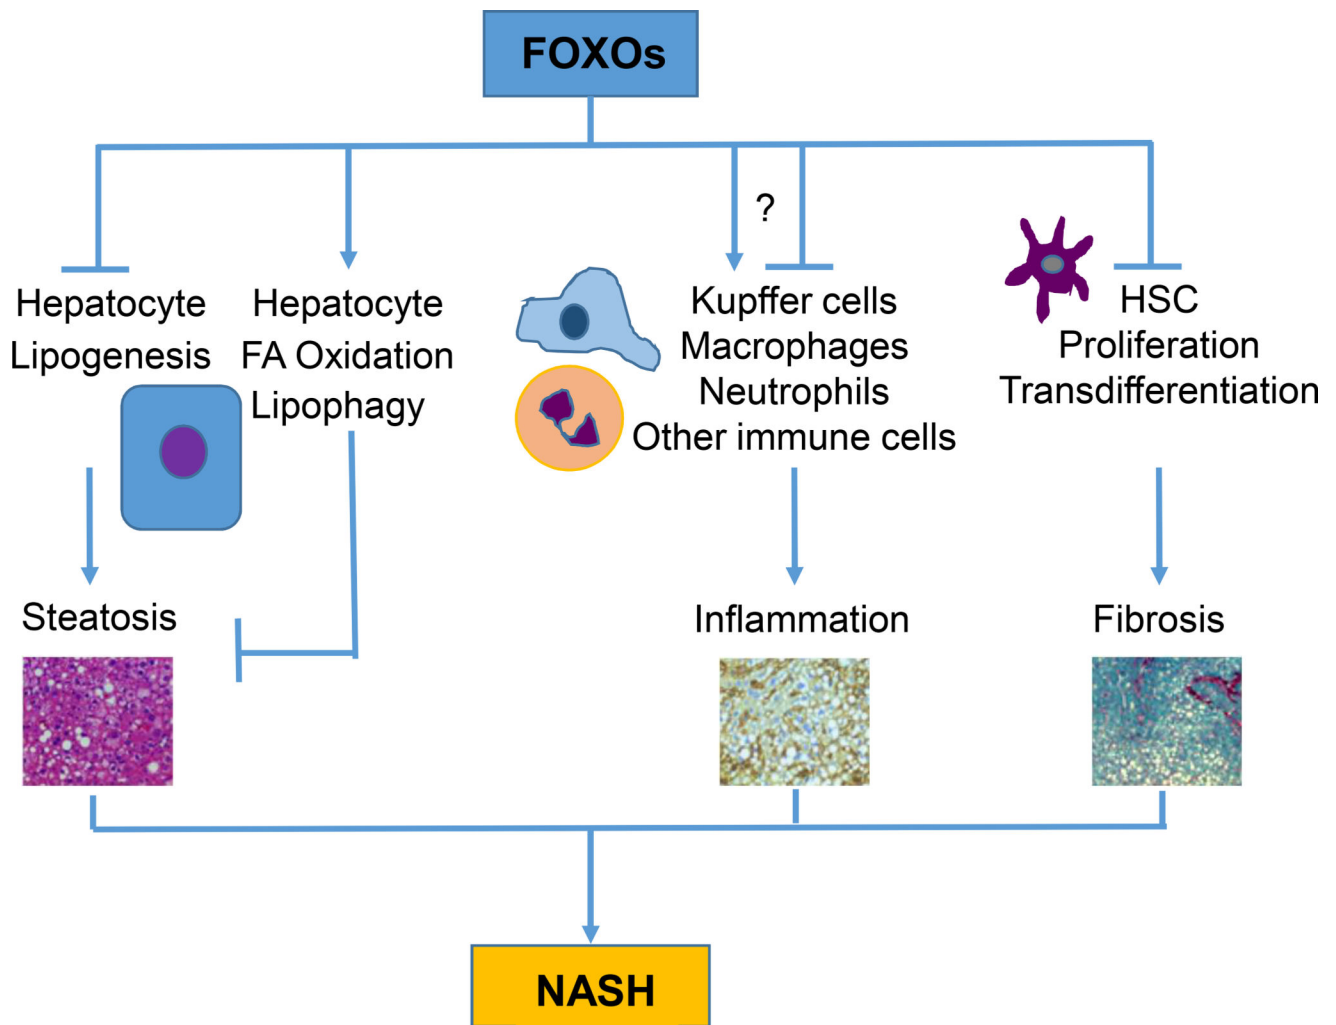 FOXOs
?
Hepatocyte
Lipogenesis
Hepatocyte
FA Oxidation
Lipophagy
Kupffer cells
Macrophages
Neutrophils
Other immune cells
HSC
Proliferation
Transdifferentiation
Steatosis
Inflammation
Fibrosis
NASH